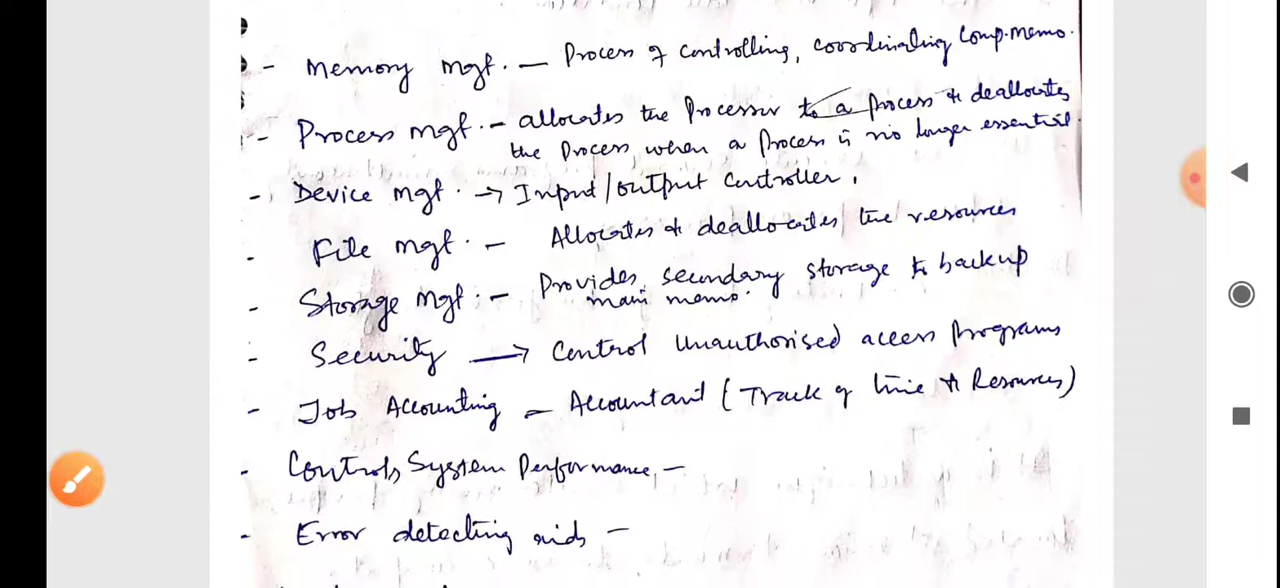 - Memory Mgt. — Process of controlling, coordinating Comp. memo.
- Process Mgt. - allocates the Processor to a process & deallocates
the process when a process is no longer essential.
- Device Mgt. → Input/output Controller.
- File Mgt. - Allocates & deallocates the resources
- Storage Mgt. - Provides secondary storage to backup
main memo.
- Security → Control Unauthorised access programs
- Job Accounting - Accountant (Track of time & Resources)
- Controls System Performance, -
- Error detecting aids -